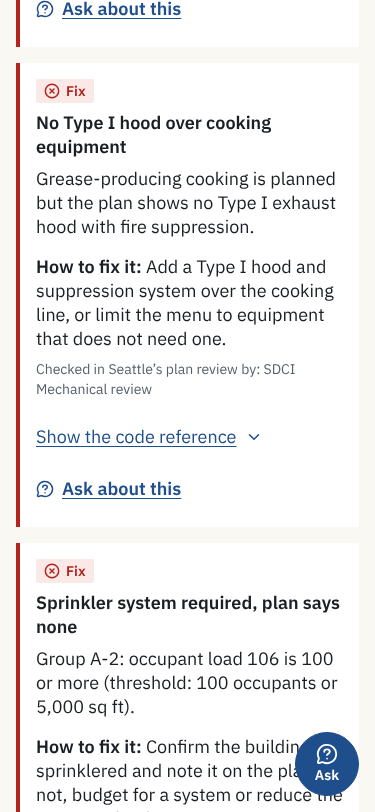 Ask about this
Fix
No Type I hood over cooking
equipment
Grease-producing cooking is planned
but the plan shows no Type I exhaust
hood with fire suppression.
How to fix it: Add a Type I hood and
suppression system over the cooking
line, or limit the menu to equipment
that does not need one.
Checked in Seattle’s plan review by: SDCI
Mechanical review
Show the code reference
Ask about this
Fix
Sprinkler system required, plan says
none
Group A-2: occupant load 106 is 100
or more (threshold: 100 occupants or
5,000 sq ft).
How to fix it: Confirm the buildin
sprinklered and note it on the pla
not, budget for a system or reduce the
Ask